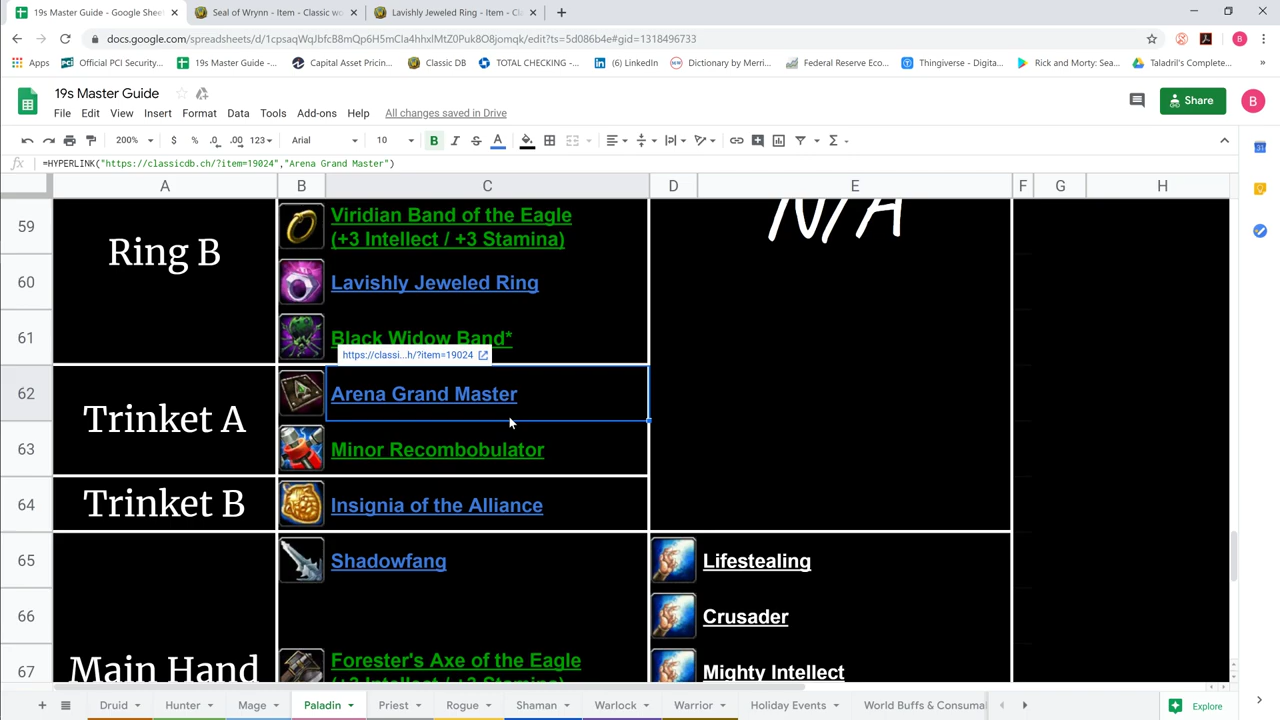 19s Master Guide - Google Shee
Seal of Wrynn - Item - Classic wo
Lavishly Jeweled Ring - Item - Cla
docs.google.com/spreadsheets/d/1cpsaqWqJbfcB8mQp6H5mCla4hhxlMtZ0Puk8O8jomqk/edit?ts=5d086b4e#gid=1318496733
Apps
Official PCI Security...
19s Master Guide -...
Capital Asset Pricin...
Classic DB
TOTAL CHECKING -...
(6) LinkedIn
Dictionary by Merri...
Federal Reserve Eco...
Thingiverse - Digita...
Rick and Morty: Sea...
Taladril's Complete...
19s Master Guide
File Edit View Insert Format Data Tools Add-ons Help All changes saved in Drive
Share
B
200% $ % .0 .00 123 Arial 10 B I S A
fx =HYPERLINK("https://classicdb.ch/?item=19024","Arena Grand Master")
A B C D E F G H
59
Ring B
Viridian Band of the Eagle
(+3 Intellect / +3 Stamina)
N/A
60
Lavishly Jeweled Ring
61
Black Widow Band*
https://classi...h/?item=19024
62
Trinket A
Arena Grand Master
63
Minor Recombobulator
64
Trinket B
Insignia of the Alliance
65
Shadowfang
Lifestealing
66
Crusader
67
Main Hand
Forester's Axe of the Eagle
(+3 Intellect / +3 Stamina)
Mighty Intellect
Druid Hunter Mage Paladin Priest Rogue Shaman Warlock Warrior Holiday Events World Buffs & Consuma
Explore